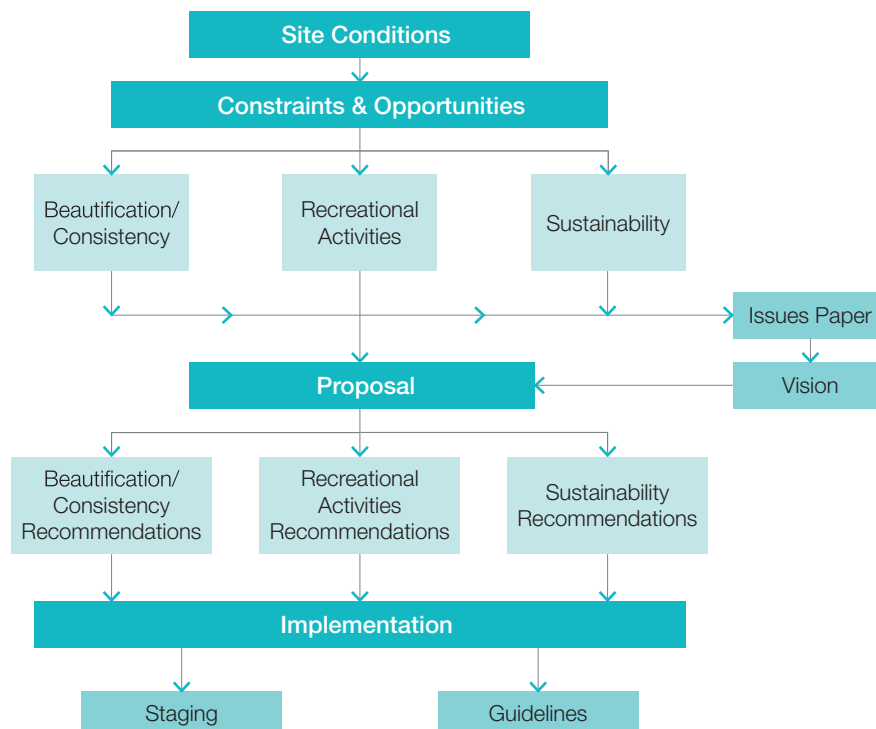 Site Conditions
Constraints & Opportunities
Beautification/
Consistency
Recreational
Activities
Sustainability
Issues Paper
Proposal
Vision
Beautification/
Consistency
Recommendations
Recreational
Activities
Recommendations
Sustainability
Recommendations
Implementation
Staging
Guidelines